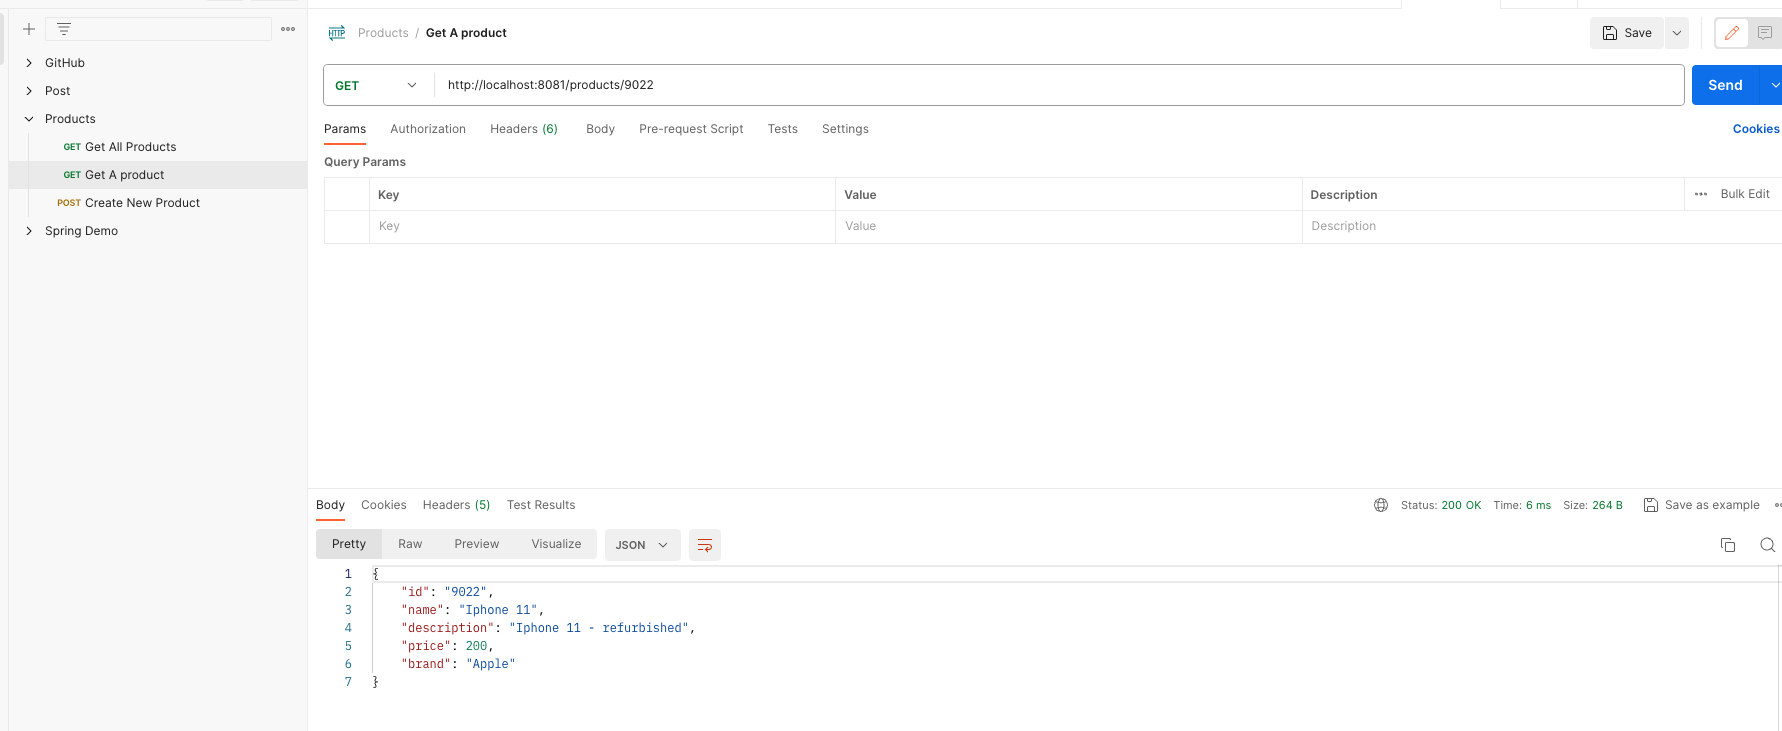 GitHub
Post
Products
GET Get All Products
GET Get A product
POST Create New Product
Spring Demo
HTTP Products / Get A product
Save
GET http://localhost:8081/products/9022
Send
Params Authorization Headers (6) Body Pre-request Script Tests Settings
Cookies
Query Params
Key Value Description ••• Bulk Edit
Key Value Description
Body Cookies Headers (5) Test Results
Status: 200 OK Time: 6 ms Size: 264 B Save as example
Pretty Raw Preview Visualize JSON
1 {
2 "id": "9022",
3 "name": "Iphone 11",
4 "description": "Iphone 11 - refurbished",
5 "price": 200,
6 "brand": "Apple"
7 }